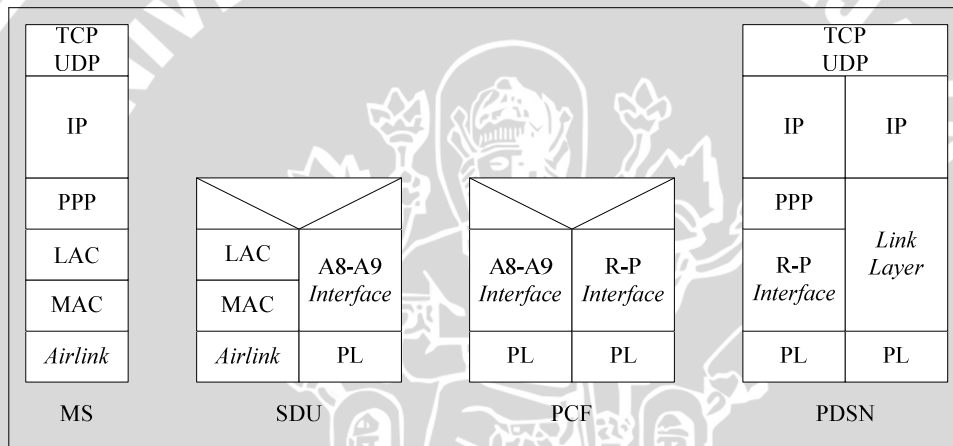 TCP
UDP
IP
PPP
LAC
MAC
Airlink
MS
LAC
MAC
Airlink
A8-A9
Interface
PL
SDU
A8-A9
Interface
PL
R-P
Interface
PL
PCF
TCP
UDP
IP
PPP
R-P
Interface
PL
IP
Link
Layer
PL
PDSN